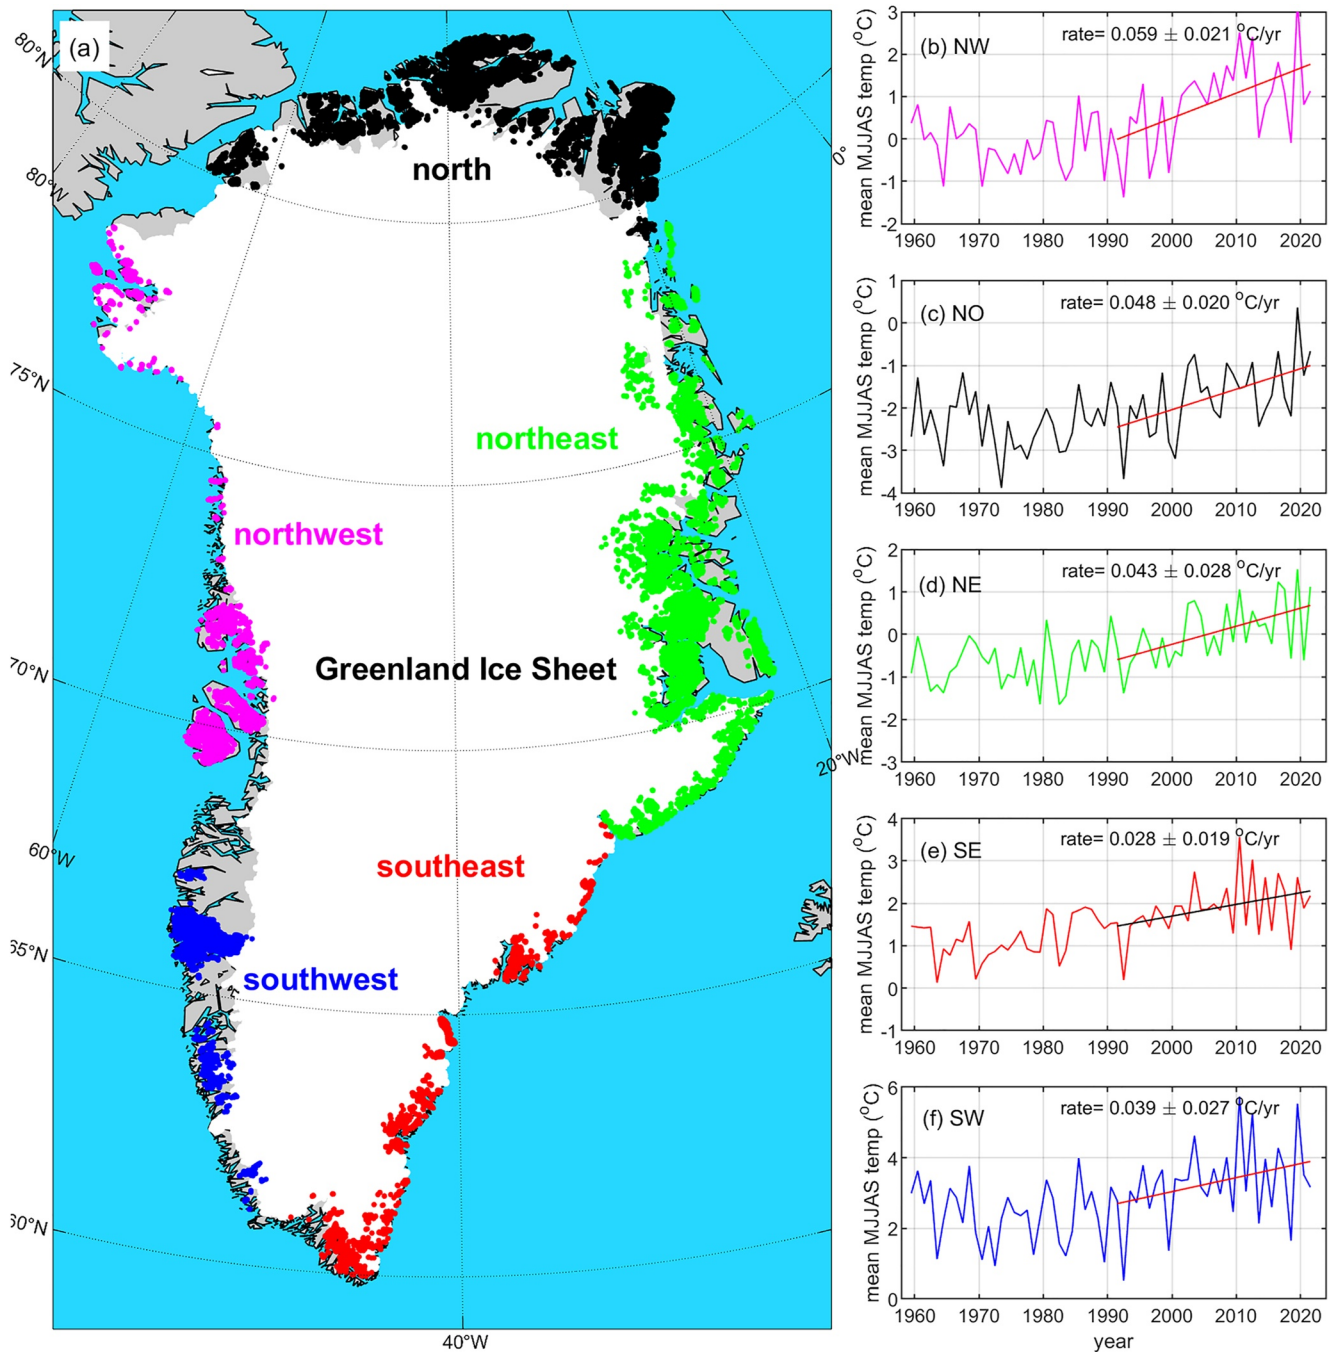 (a)
80°N
80°W
0°
north
75°N
northeast
northwest
70°N
Greenland Ice Sheet
20°W
60°W
southeast
65°N
southwest
60°N
40°W
(b) NW
rate= 0.059 ± 0.021 °C/yr
mean MJJAS temp (°C)
3
2
1
0
-1
-2
1960 1970 1980 1990 2000 2010 2020
(c) NO
rate= 0.048 ± 0.020 °C/yr
mean MJJAS temp (°C)
1
0
-1
-2
-3
-4
1960 1970 1980 1990 2000 2010 2020
(d) NE
rate= 0.043 ± 0.028 °C/yr
mean MJJAS temp (°C)
2
1
0
-1
-2
-3
1960 1970 1980 1990 2000 2010 2020
(e) SE
rate= 0.028 ± 0.019 °C/yr
mean MJJAS temp (°C)
4
3
2
1
0
-1
1960 1970 1980 1990 2000 2010 2020
(f) SW
rate= 0.039 ± 0.027 °C/yr
mean MJJAS temp (°C)
6
4
2
0
1960 1970 1980 1990 2000 2010 2020
year